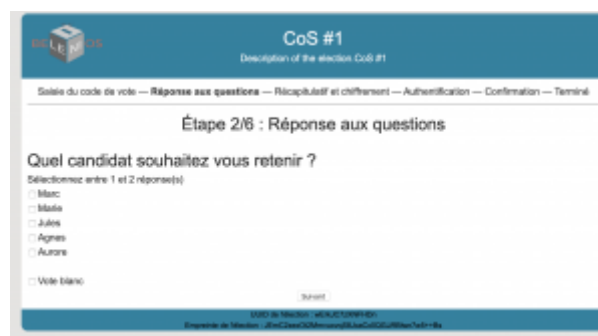 BELENIOS
CoS #1
Description of the election CoS #1
Saisie du code de vote — Réponse aux questions — Récapitulatif et chiffrement — Authentification — Confirmation — Terminé
Étape 2/6 : Réponse aux questions
Quel candidat souhaitez vous retenir ?
Sélectionnez entre 1 et 2 réponse(s)
Marc
Marie
Jules
Agnes
Aurore
Vote blanc
Suivant
UUID de l'élection :
Empreinte de l'élection :